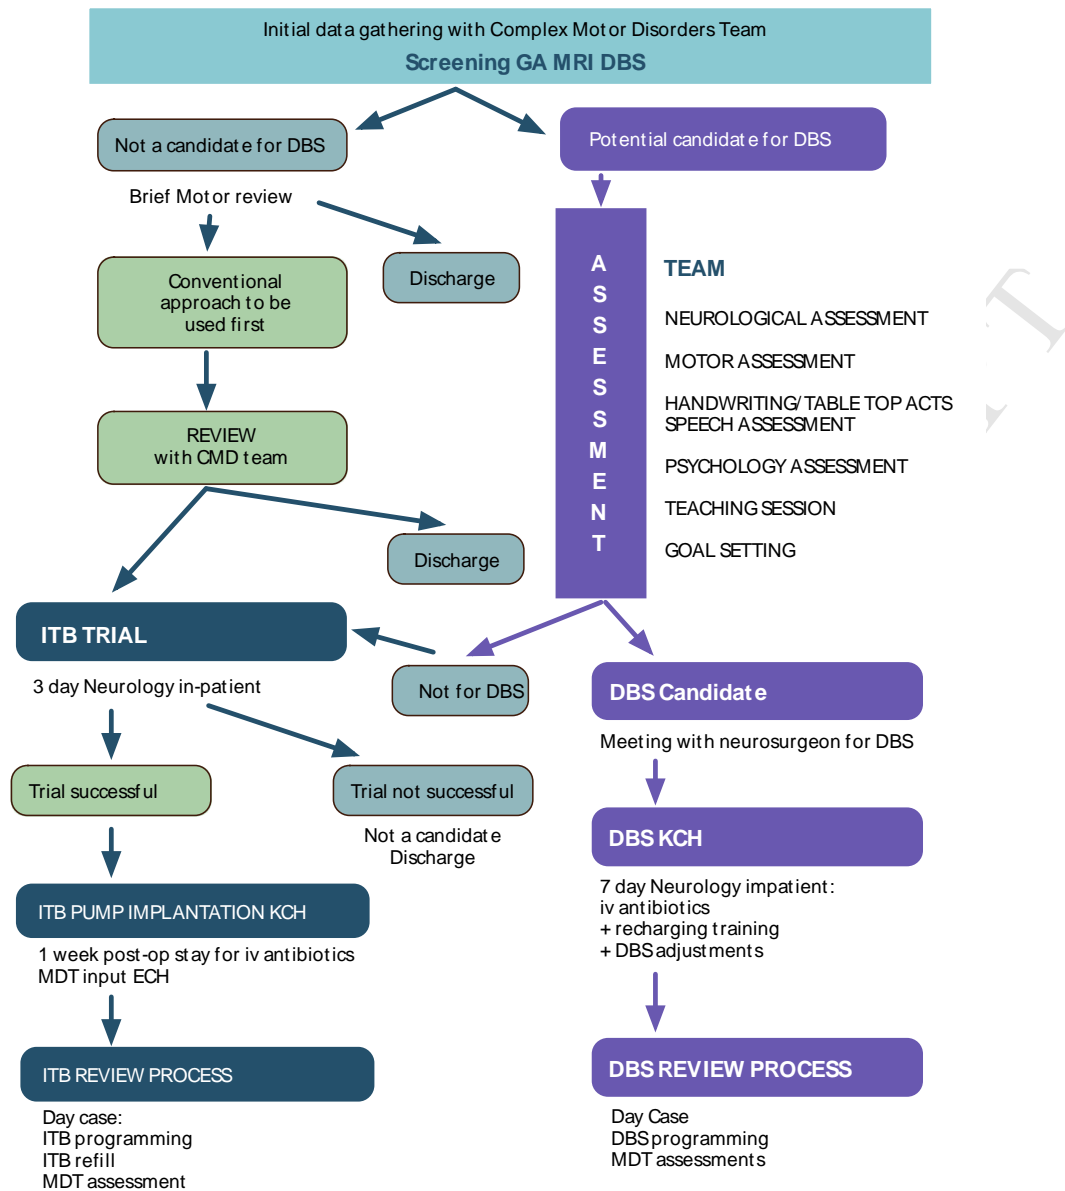 Initial data gathering with Complex Motor Disorders Team
Screening GA MRI DBS
Not a candidate for DBS
Potential candidate for DBS
Brief Motor review
Discharge
Conventional
approach to be
used first
REVIEW
with CMD team
Discharge
ASSESSMENT
TEAM
NEUROLOGICAL ASSESSMENT
MOTOR ASSESSMENT
HANDWRITING/ TABLE TOP ACTS
SPEECH ASSESSMENT
PSYCHOLOGY ASSESSMENT
TEACHING SESSION
GOAL SETTING
ITB TRIAL
3 day Neurology in-patient
Not for DBS
Trial successful
Trial not successful
Not a candidate
Discharge
ITB PUMP IMPLANTATION KCH
1 week post-op stay for iv antibiotics
MDT input ECH
ITB REVIEW PROCESS
Day case:
ITB programming
ITB refill
MDT assessment
DBS Candidate
Meeting with neurosurgeon for DBS
DBS KCH
7 day Neurology impatient:
iv antibiotics
+ recharging training
+ DBS adjustments
DBS REVIEW PROCESS
Day Case
DBS programming
MDT assessments